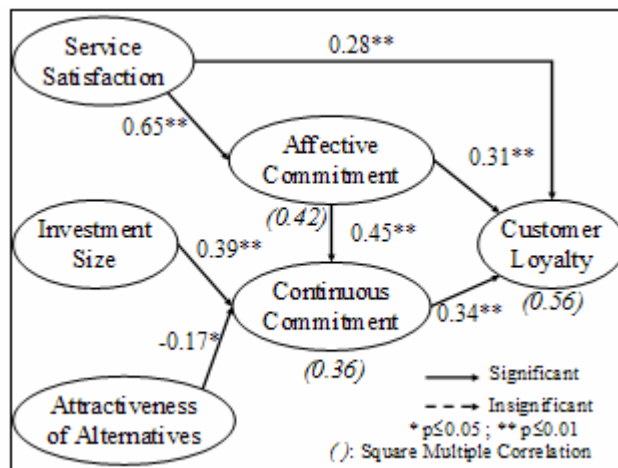 Service
Satisfaction
0.28**
0.65**
Affective
Commitment
0.31**
(0.42)
Investment
Size
0.39**
0.45**
Customer
Loyalty
Continuous
Commitment
0.34**
(0.56)
-0.17*
(0.36)
Attractiveness
of Alternatives
Significant
Insignificant
* p≤0.05 ; ** p≤0.01
( ): Square Multiple Correlation